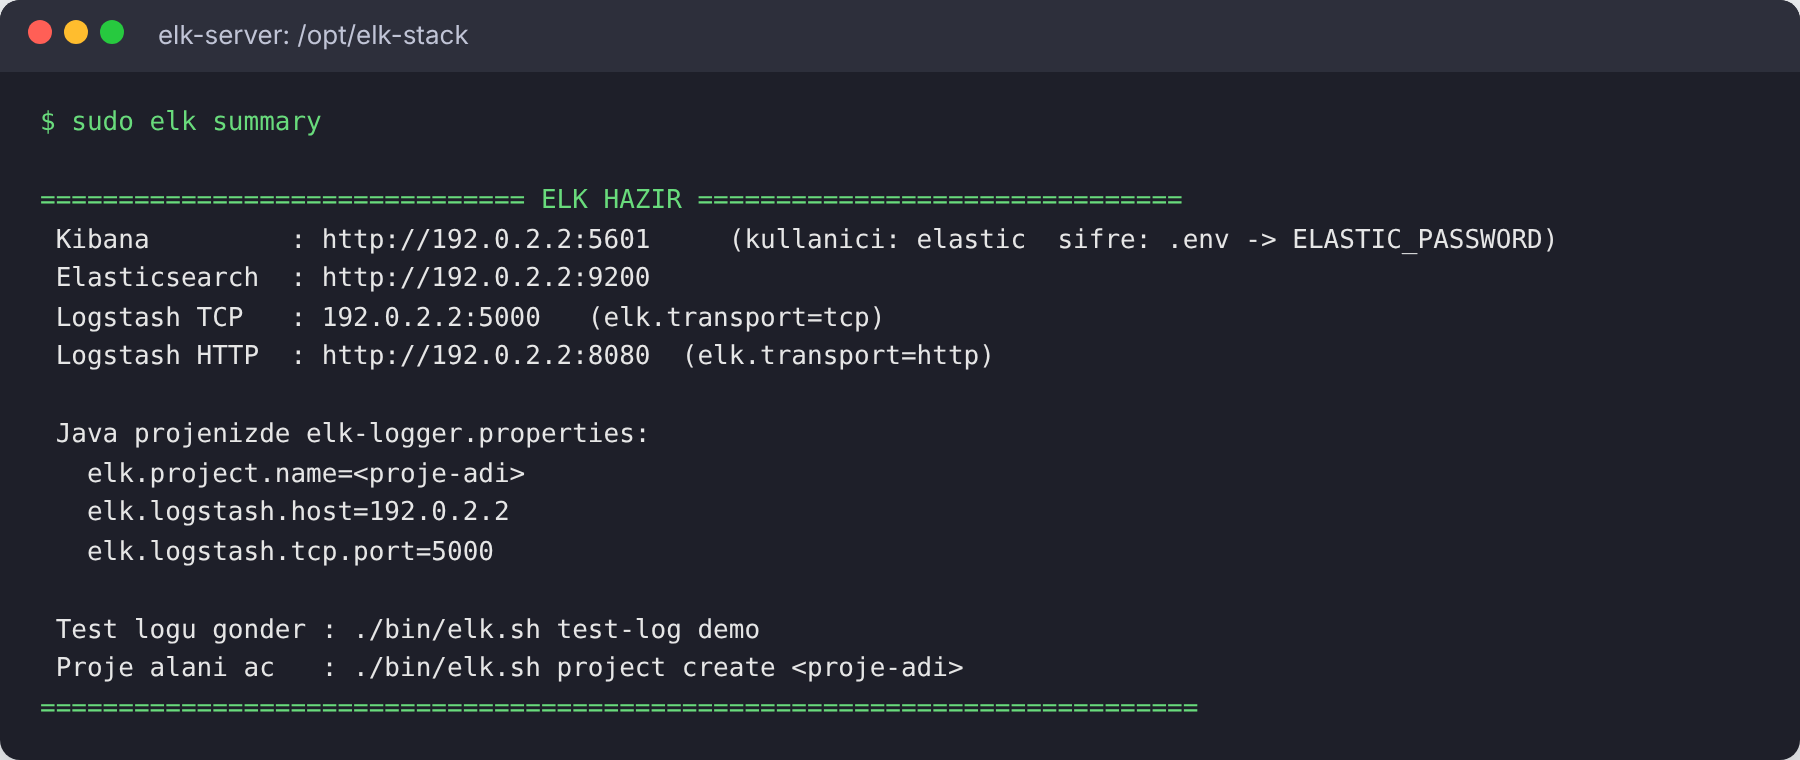 elk-server: /opt/elk-stack
$ sudo elk summary
=============================== ELK HAZIR ===============================
Kibana         : http://192.0.2.2:5601     (kullanici: elastic  sifre: .env -> ELASTIC_PASSWORD)
Elasticsearch  : http://192.0.2.2:9200
Logstash TCP   : 192.0.2.2:5000   (elk.transport=tcp)
Logstash HTTP  : http://192.0.2.2:8080  (elk.transport=http)
Java projenizde elk-logger.properties:
elk.project.name=<proje-adi>
elk.logstash.host=192.0.2.2
elk.logstash.tcp.port=5000
Test logu gonder : ./bin/elk.sh test-log demo
Proje alani ac   : ./bin/elk.sh project create <proje-adi>
==========================================================================